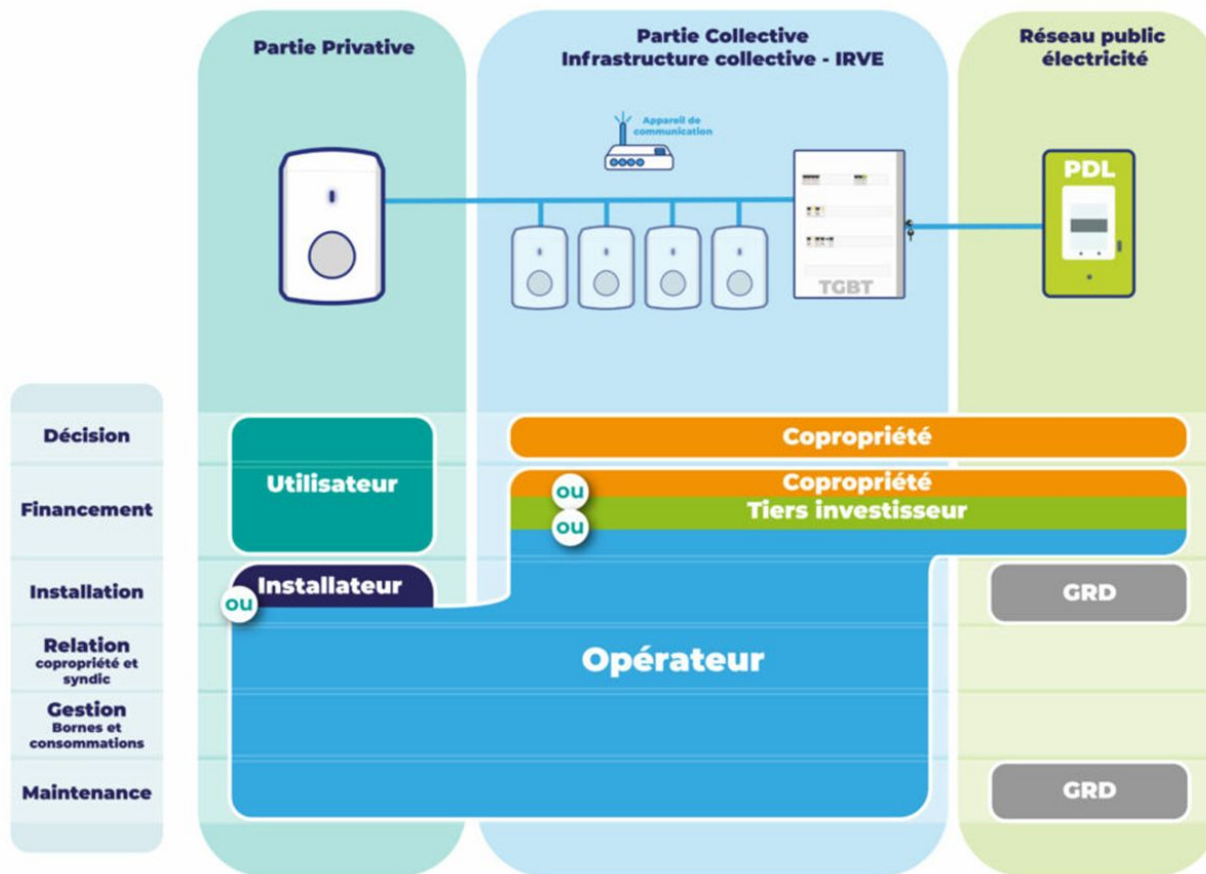 Partie Privative
Partie Collective
Infrastructure collective - IRVE
Réseau public
électricité
Appareil de
communication
PDL
TGBT
Décision
Utilisateur
Copropriété
Financement
Copropriété
ou
Tiers investisseur
ou
Installation
Installateur
ou
GRD
Relation
copropriété et
syndic
Opérateur
Gestion
Bornes et
consommations
Maintenance
GRD